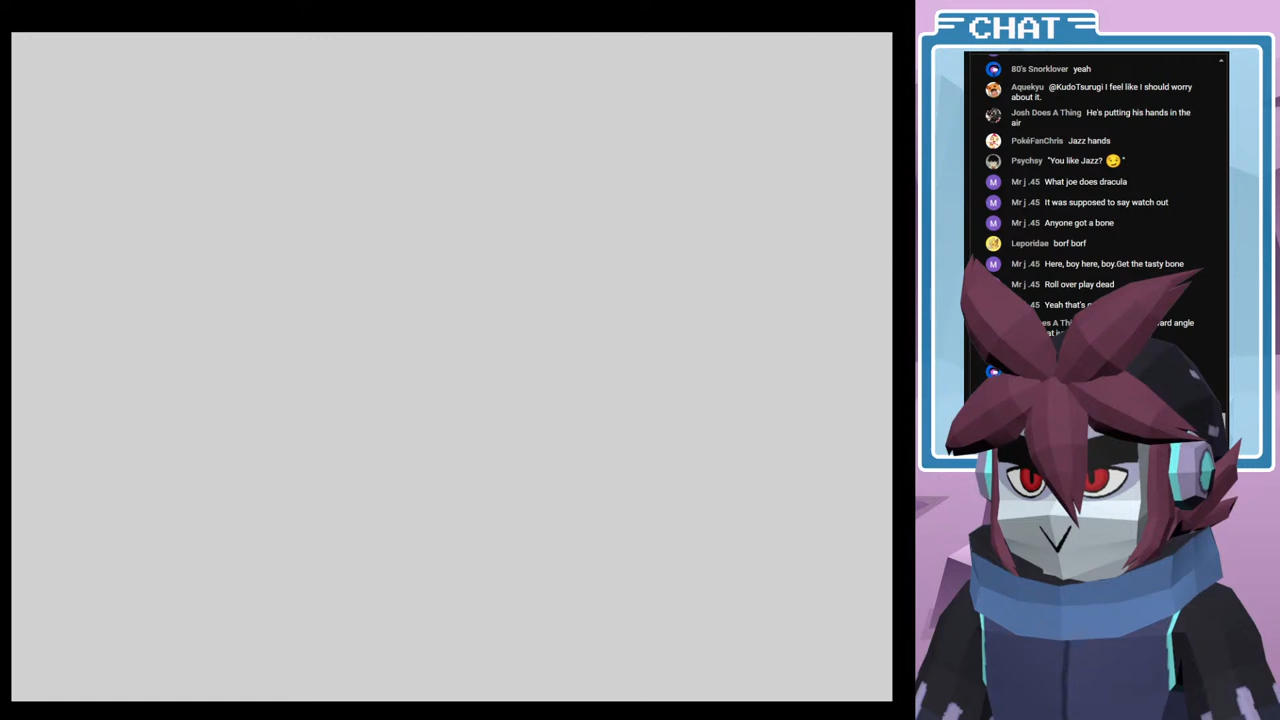 CHAT
80's Snorklover yeah
Aquekyu @KudoTsurugi I feel like I should worry
about it.
Josh Does A Thing He's putting his hands in the
air
PokéFanChris Jazz hands
Psychsy "You like Jazz? 😏"
M Mr j .45 What joe does dracula
M Mr j .45 It was supposed to say watch out
M Mr j .45 Anyone got a bone
Leporidae borf borf
M Mr j .45 Here, boy here, boy.Get the tasty bone
Mr j .45 Roll over play dead
.45 Yeah that's
es A Thi ard angle